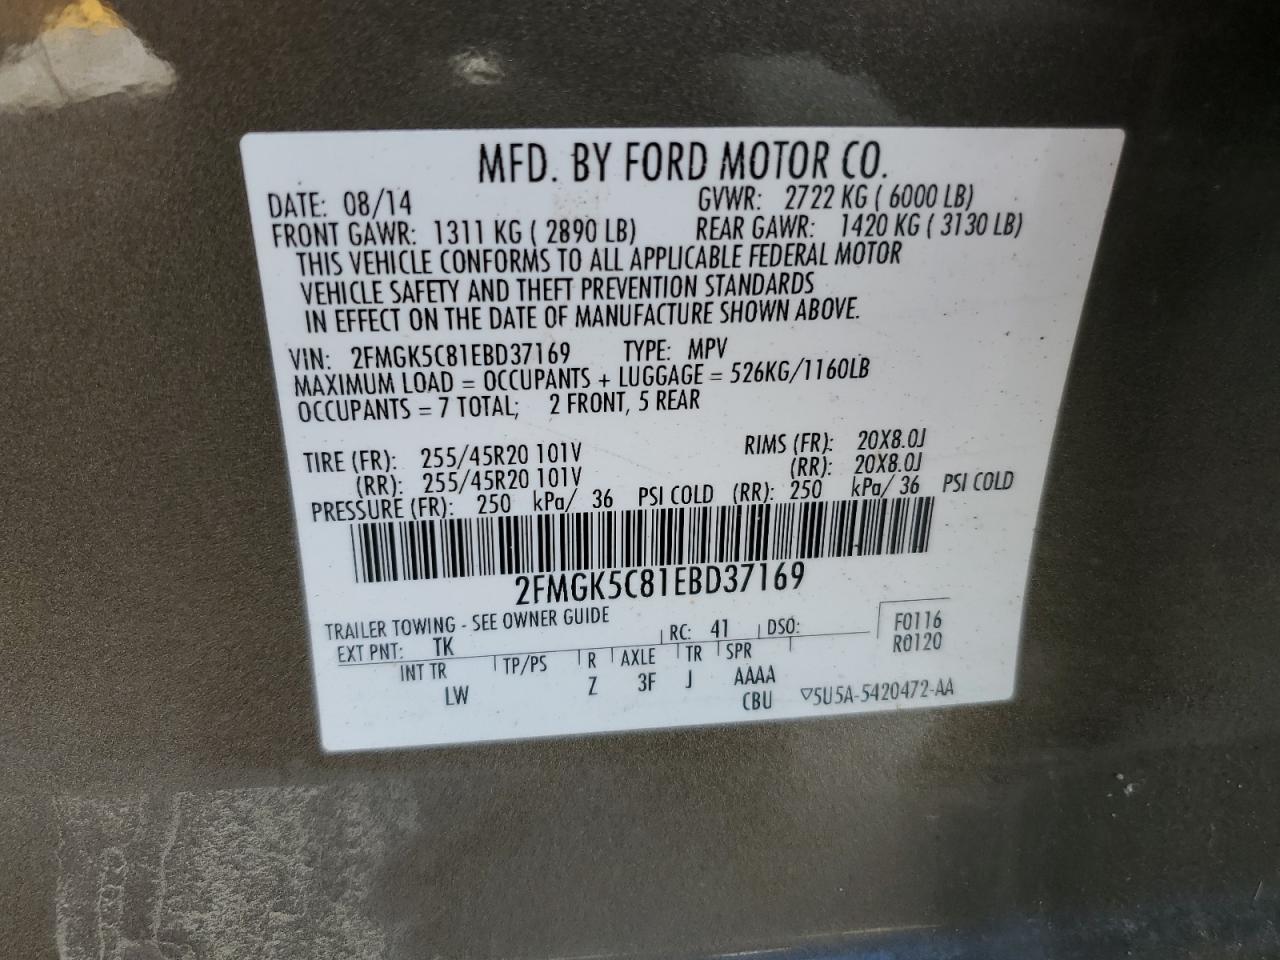 MFD. BY FORD MOTOR CO.
DATE: 08/14 GVWR: 2722 KG ( 6000 LB)
FRONT GAWR: 1311 KG ( 2890 LB) REAR GAWR: 1420 KG ( 3130 LB)
THIS VEHICLE CONFORMS TO ALL APPLICABLE FEDERAL MOTOR
VEHICLE SAFETY AND THEFT PREVENTION STANDARDS
IN EFFECT ON THE DATE OF MANUFACTURE SHOWN ABOVE.
VIN: 2FMGK5C81EBD37169 TYPE: MPV
MAXIMUM LOAD = OCCUPANTS + LUGGAGE = 526KG/1160LB
OCCUPANTS = 7 TOTAL; 2 FRONT, 5 REAR
TIRE (FR): 255/45R20 101V RIMS (FR): 20X8.0J
(RR): 255/45R20 101V (RR): 20X8.0J
PRESSURE (FR): 250 kPa/ 36 PSI COLD (RR): 250 kPa/ 36 PSI COLD
2FMGK5C81EBD37169
TRAILER TOWING - SEE OWNER GUIDE
EXT PNT: TK RC: 41 DSO: F0116
R0120
INT TR TP/PS R AXLE TR SPR
LW Z 3F J AAAA
CBU ▽5U5A-5420472-AA